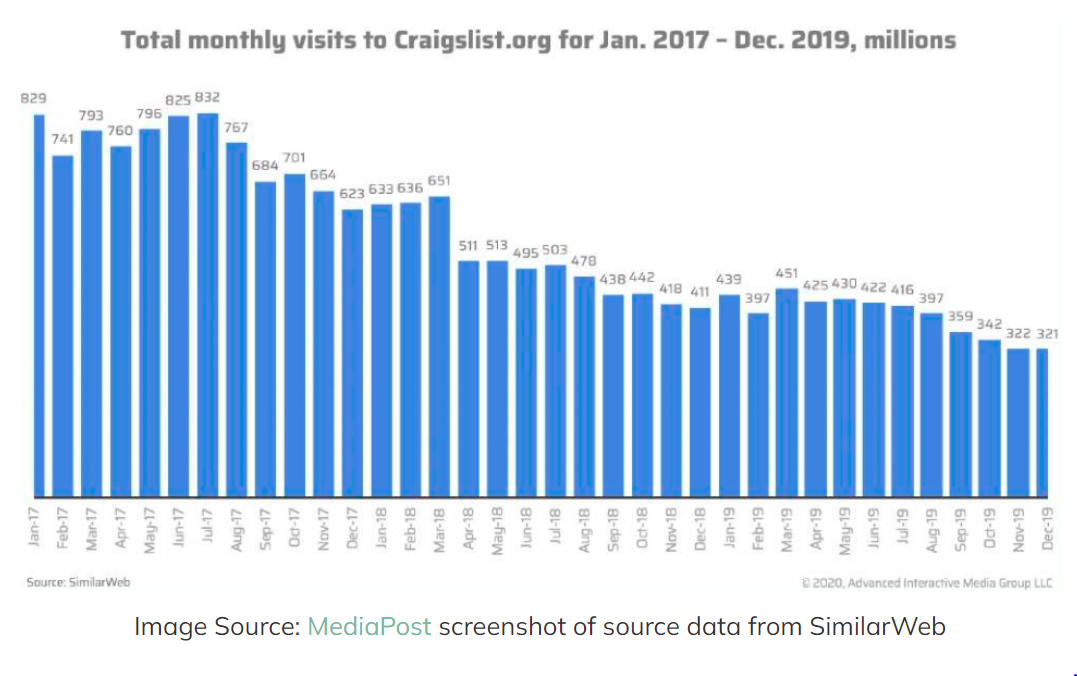 Total monthly visits to Craigslist.org for Jan. 2017 – Dec. 2019, millions
829 741 793 760 796 825 832 767 684 701 664 623 633 636 651 511 513 495 503 478 438 442 418 411 439 397 451 425 430 422 416 397 359 342 322 321
Jan-17 Feb-17 Mar-17 Apr-17 May-17 Jun-17 Jul-17 Aug-17 Sep-17 Oct-17 Nov-17 Dec-17 Jan-18 Feb-18 Mar-18 Apr-18 May-18 Jun-18 Jul-18 Aug-18 Sep-18 Oct-18 Nov-18 Dec-18 Jan-19 Feb-19 Mar-19 Apr-19 May-19 Jun-19 Jul-19 Aug-19 Sep-19 Oct-19 Nov-19 Dec-19
Source: SimilarWeb © 2020, Advanced Interactive Media Group LLC
Image Source: MediaPost screenshot of source data from SimilarWeb